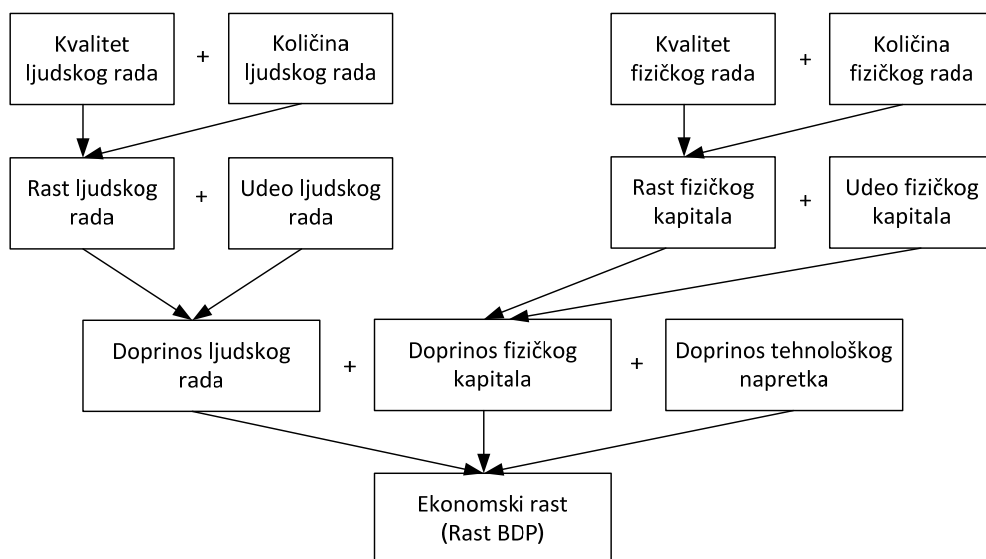 Kvalitet
ljudskog rada
+
Količina
ljudskog rada
Kvalitet
fizičkog rada
+
Količina
fizičkog rada
Rast ljudskog
rada
+
Udeo ljudskog
rada
Rast fizičkog
kapitala
+
Udeo fizičkog
kapitala
Doprinos ljudskog
rada
+
Doprinos fizičkog
kapitala
+
Doprinos tehnološkog
napretka
Ekonomski rast
(Rast BDP)